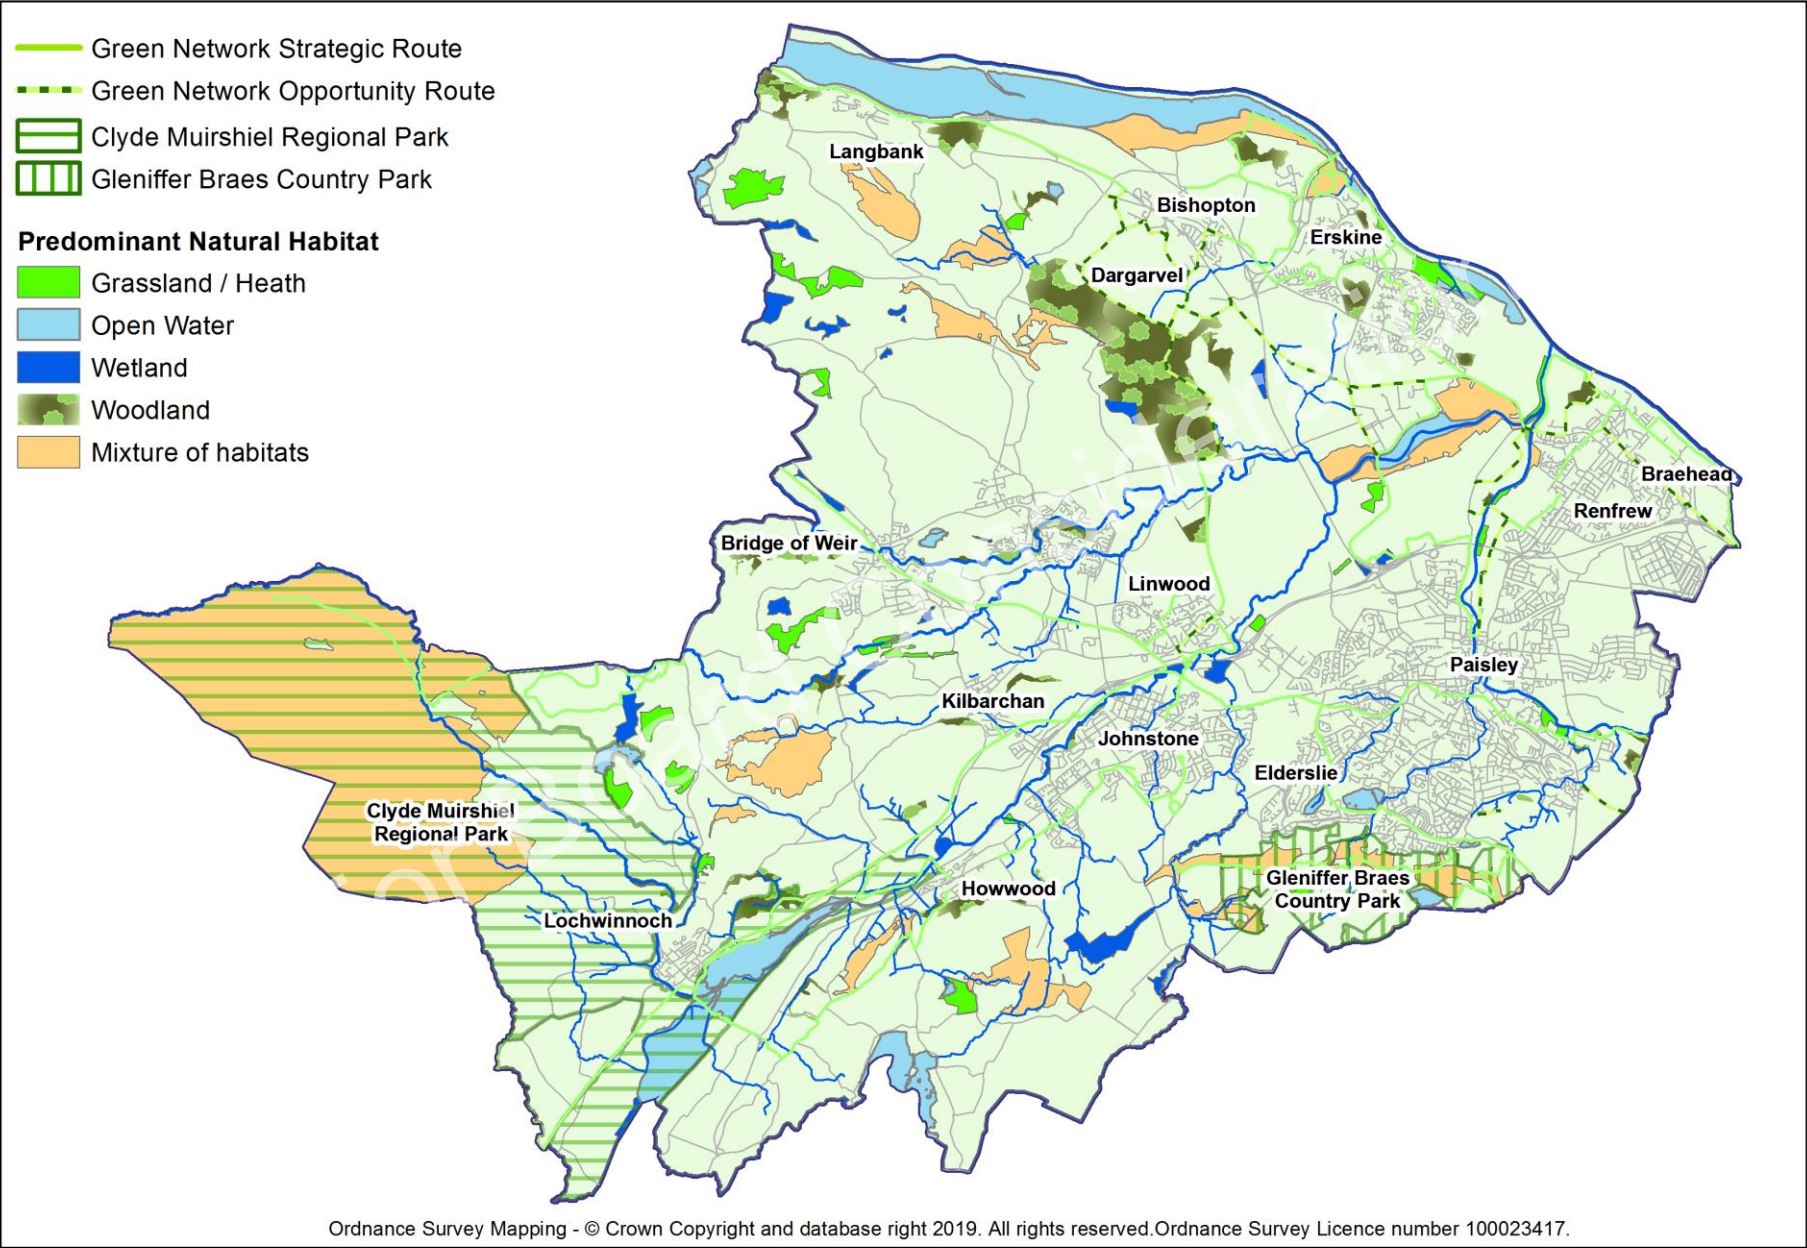 Green Network Strategic Route
Green Network Opportunity Route
Clyde Muirshiel Regional Park
Gleniffer Braes Country Park
Predominant Natural Habitat
Grassland / Heath
Open Water
Wetland
Woodland
Mixture of habitats
Langbank
Bishopton
Erskine
Dargarvel
Braehead
Renfrew
Bridge of Weir
Linwood
Paisley
Kilbarchan
Johnstone
Elderslie
Clyde Muirshiel
Regional Park
Gleniffer Braes
Country Park
Howwood
Lochwinnoch
Ordnance Survey Mapping - © Crown Copyright and database right 2019. All rights reserved.Ordnance Survey Licence number 100023417.